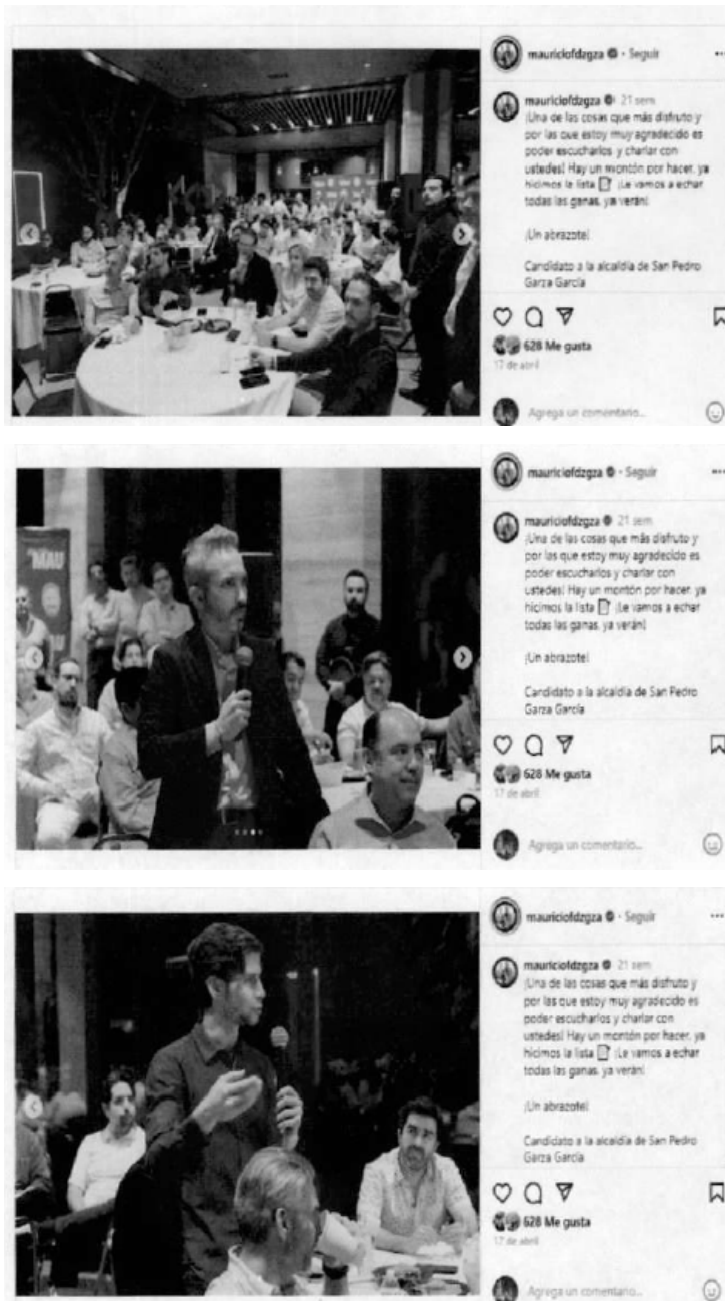 mauriciofdzgza • Seguir
mauriciofdzgza 21 sem
¡Una de las cosas que más disfruto y
por las que estoy muy agradecido es
poder escucharlos y charlar con
ustedes! Hay un montón por hacer, ya
hicimos la lista ¡Le vamos a echar
todas las ganas, ya verán!
¡Un abrazote!
Candidato a la alcaldía de San Pedro
Garza García
628 Me gusta
17 de abril
Agrega un comentario...
MAU
mauriciofdzgza • Seguir
mauriciofdzgza 21 sem
¡Una de las cosas que más disfruto y
por las que estoy muy agradecido es
poder escucharlos y charlar con
ustedes! Hay un montón por hacer, ya
hicimos la lista ¡Le vamos a echar
todas las ganas, ya verán!
¡Un abrazote!
Candidato a la alcaldía de San Pedro
Garza García
628 Me gusta
17 de abril
Agrega un comentario...
mauriciofdzgza • Seguir
mauriciofdzgza 21 sem
¡Una de las cosas que más disfruto y
por las que estoy muy agradecido es
poder escucharlos y charlar con
ustedes! Hay un montón por hacer, ya
hicimos la lista ¡Le vamos a echar
todas las ganas, ya verán!
¡Un abrazote!
Candidato a la alcaldía de San Pedro
Garza García
628 Me gusta
17 de abril
Agrega un comentario...